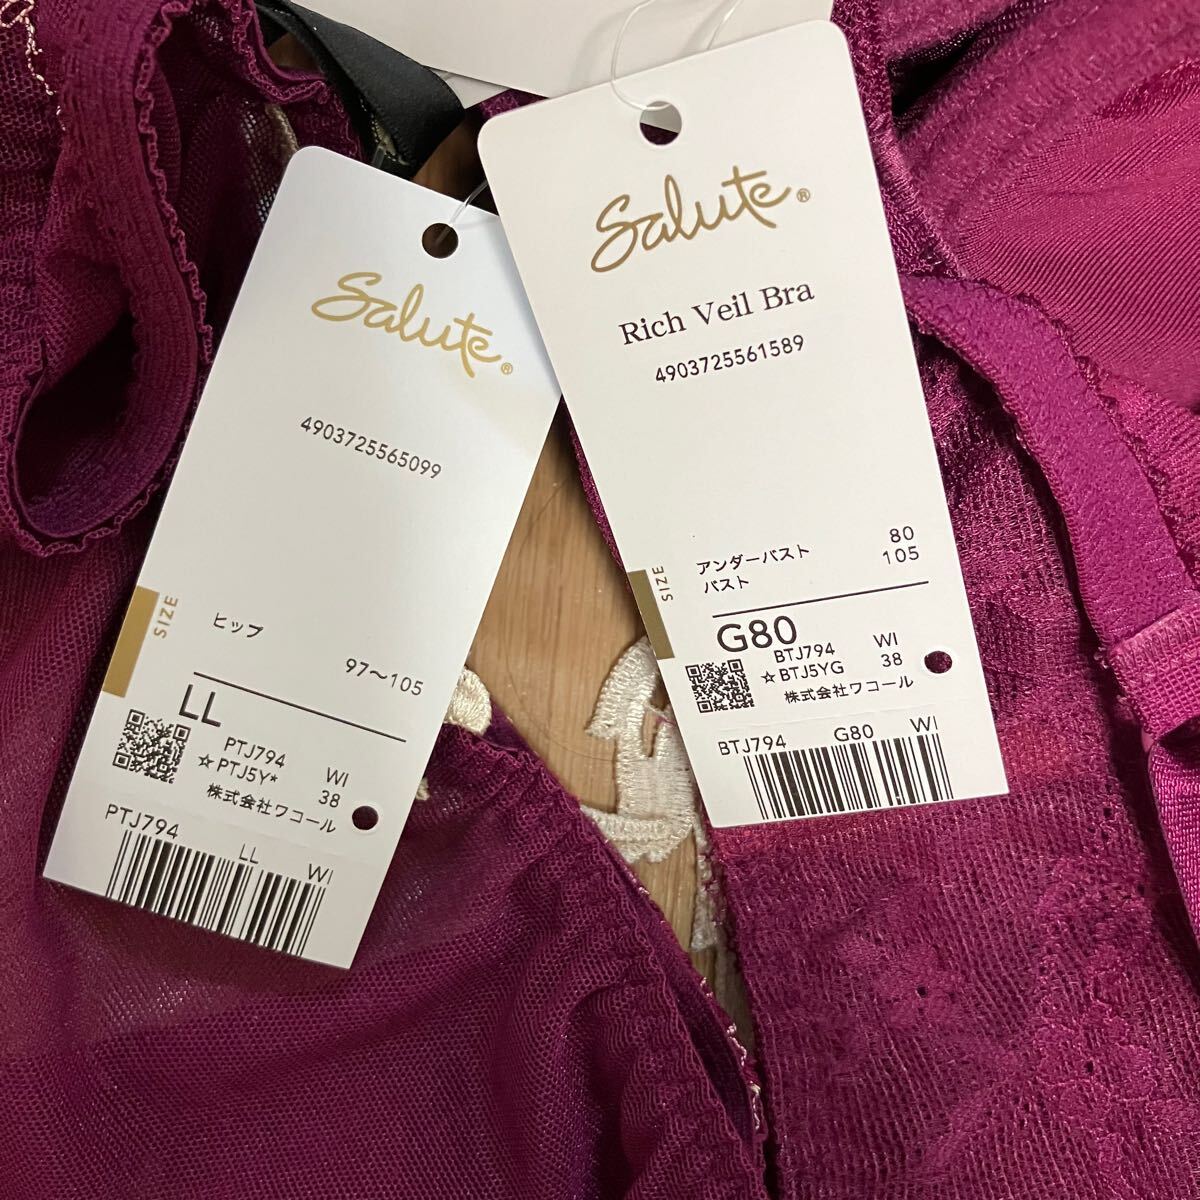 Salute®
4903725565099
SIZE
ヒップ
97〜105
LL
PTJ794 WI
☆PTJ5Y* 38
株式会社ワコール
PTJ794 LL WI
Salute®
Rich Veil Bra
4903725561589
SIZE
アンダーバスト 80
バスト 105
G80
BTJ794 WI
☆BTJ5YG 38
株式会社ワコール
BTJ794 G80 WI